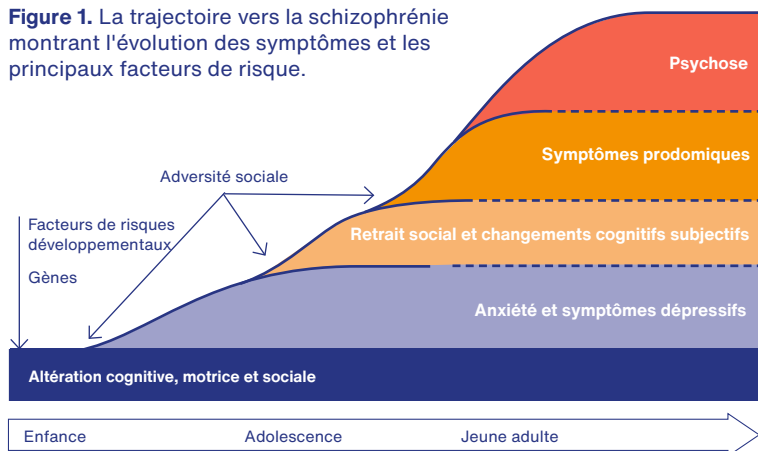 Figure 1. La trajectoire vers la schizophrénie
montrant l'évolution des symptômes et les
principaux facteurs de risque.
Psychose
Symptômes prodomiques
Adversité sociale
Facteurs de risques
développementaux
Retrait social et changements cognitifs subjectifs
Gènes
Anxiété et symptômes dépressifs
Altération cognitive, motrice et sociale
Enfance
Adolescence
Jeune adulte